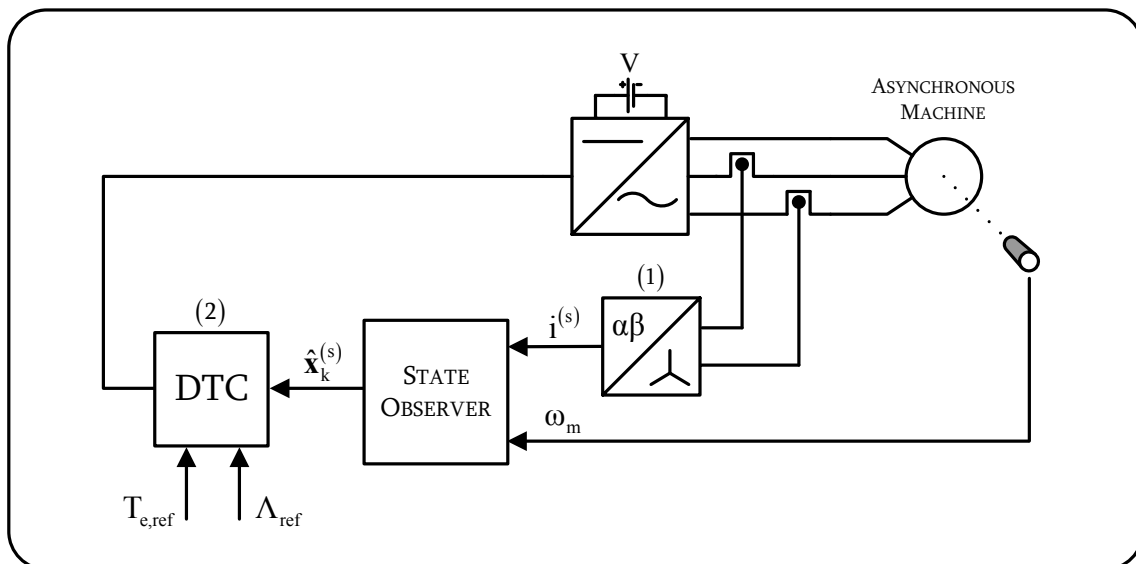 V
+ -
ASYNCHRONOUS
MACHINE
(1)
αβ
i^(s)
(2)
DTC
x̂_k^(s)
STATE
OBSERVER
ω_m
T_e,ref
Λ_ref